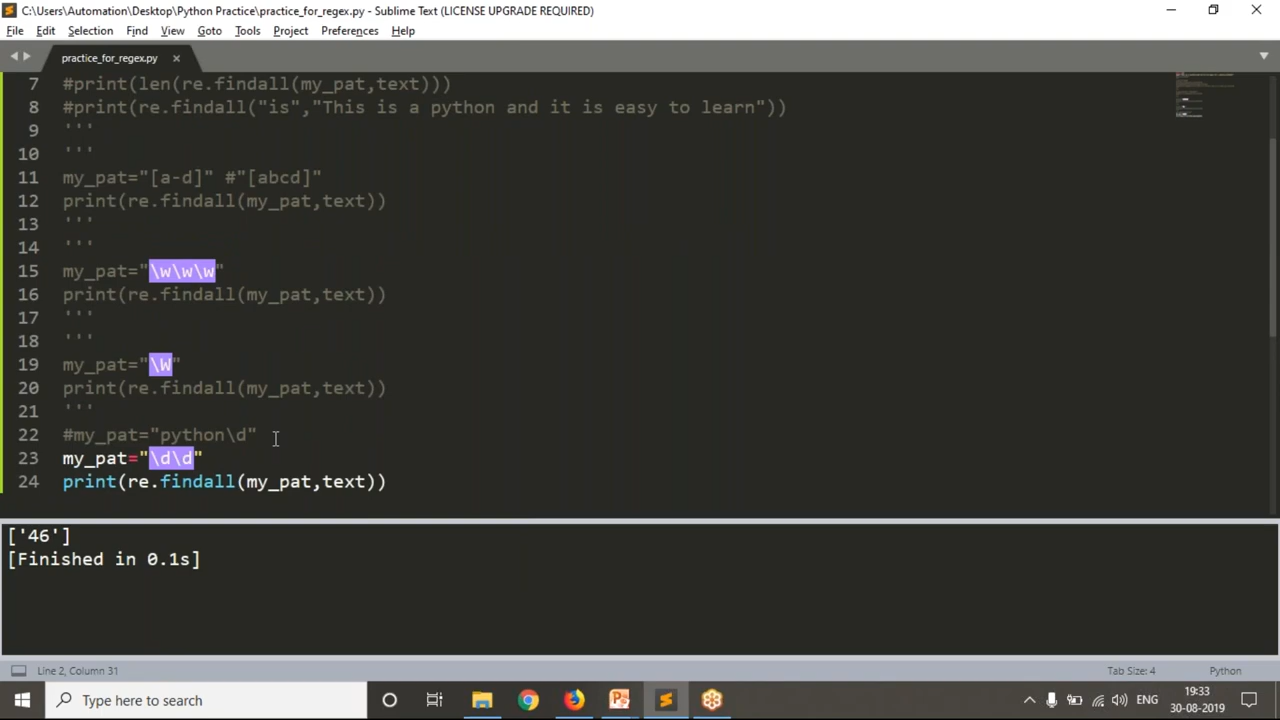 C:\Users\Automation\Desktop\Python Practice\practice_for_regex.py - Sublime Text (LICENSE UPGRADE REQUIRED)
File Edit Selection Find View Goto Tools Project Preferences Help
practice_for_regex.py
7 #print(len(re.findall(my_pat,text)))
8 #print(re.findall("is","This is a python and it is easy to learn"))
9 '''
10 '''
11 my_pat="[a-d]" #"[abcd]"
12 print(re.findall(my_pat,text))
13 '''
14 '''
15 my_pat="\w\w\w"
16 print(re.findall(my_pat,text))
17 '''
18 '''
19 my_pat="\W"
20 print(re.findall(my_pat,text))
21 '''
22 #my_pat="python\d"
23 my_pat="\d\d"
24 print(re.findall(my_pat,text))
['46']
[Finished in 0.1s]
Line 2, Column 31 Tab Size: 4 Python
Type here to search ENG 19:33
30-08-2019